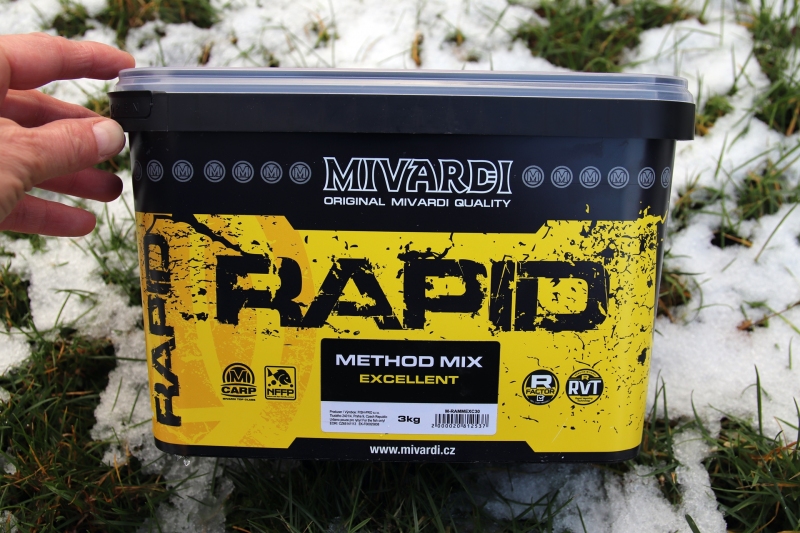 MIVARDI
ORIGINAL MIVARDI QUALITY
RAPID
RAPID
METHOD MIX
EXCELLENT
M
CARP
NFFP
R
FACTOR
R
RVT
3kg
M-RAMMEXC30
www.mivardi.cz